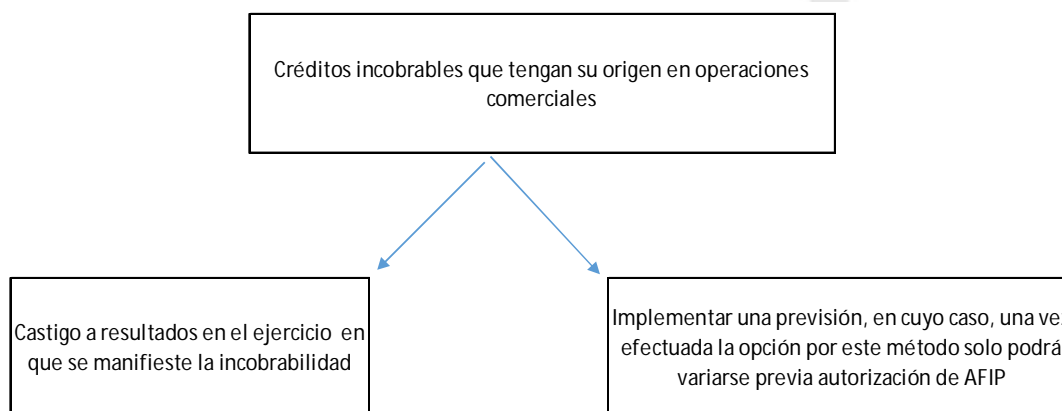 Créditos incobrables que tengan su origen en operaciones
comerciales
Castigo a resultados en el ejercicio en
que se manifieste la incobrabilidad
Implementar una previsión, en cuyo caso, una ve
efectuada la opción por este método solo podrá
variarse previa autorización de AFIP